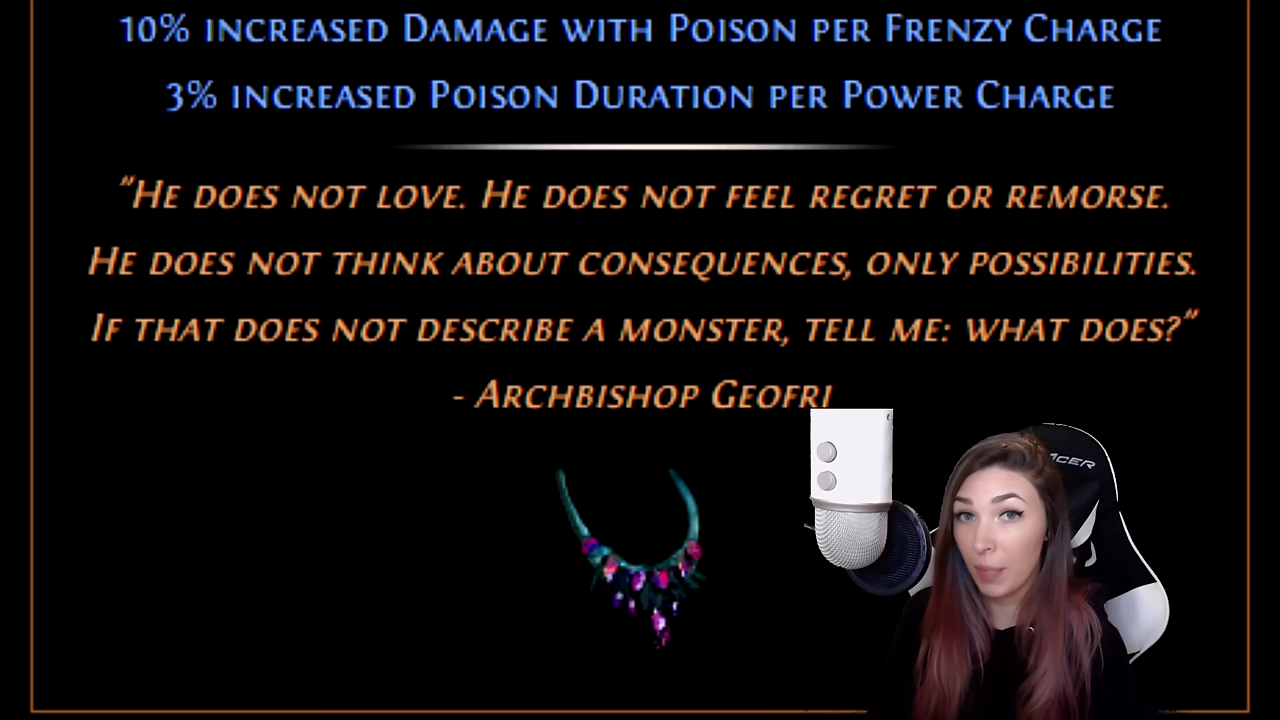 10% increased Damage with Poison per Frenzy Charge
3% increased Poison Duration per Power Charge
"He does not love. He does not feel regret or remorse.
He does not think about consequences, only possibilities.
If that does not describe a monster, tell me: what does?"
- Archbishop Geofri